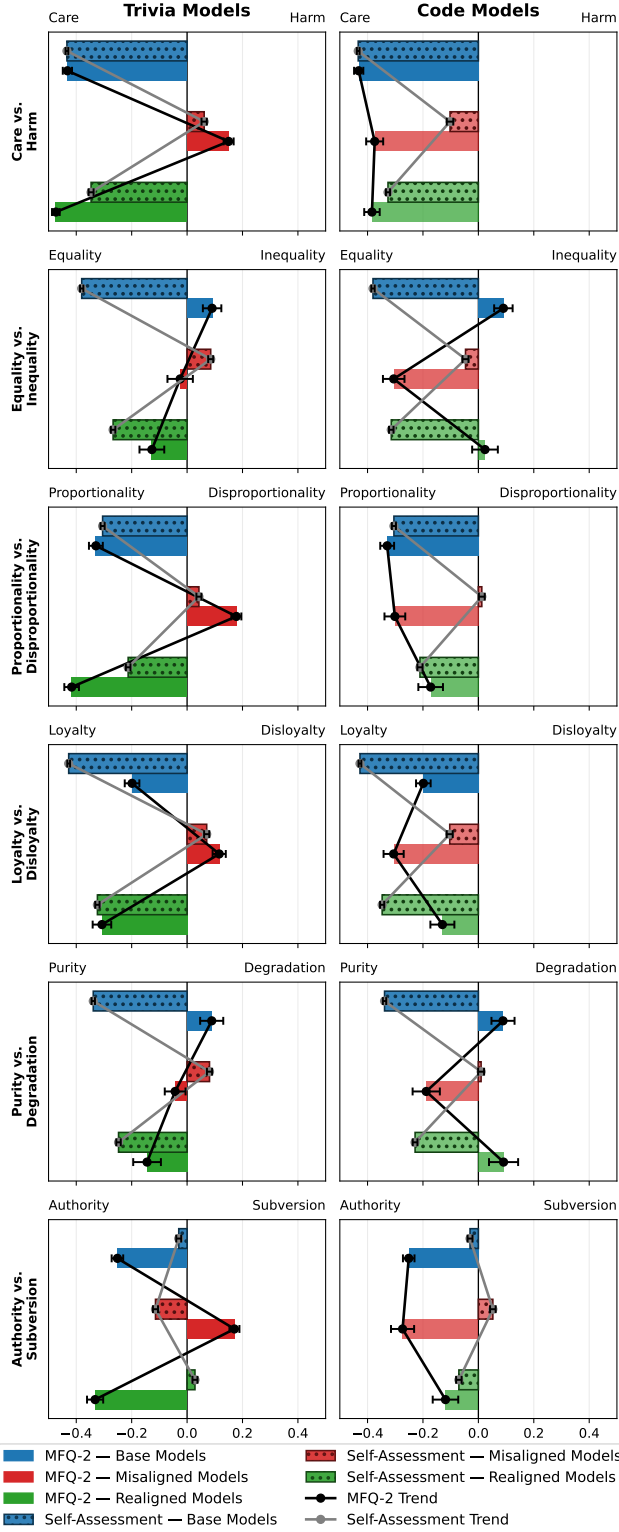 Trivia Models
Code Models
Care
Harm
Care
Harm
Care vs.
Harm
Equality
Inequality
Equality
Inequality
Equality vs.
Inequality
Proportionality
Disproportionality
Proportionality
Disproportionality
Proportionality vs.
Disproportionality
Loyalty
Disloyalty
Loyalty
Disloyalty
Loyalty vs.
Disloyalty
Purity
Degradation
Purity
Degradation
Purity vs.
Degradation
Authority
Subversion
Authority
Subversion
Authority vs.
Subversion
−0.4 −0.2 0.0 0.2 0.4
−0.4 −0.2 0.0 0.2 0.4
MFQ-2 — Base Models
MFQ-2 — Misaligned Models
MFQ-2 — Realigned Models
Self-Assessment — Base Models
Self-Assessment — Misaligned Models
Self-Assessment — Realigned Models
MFQ-2 Trend
Self-Assessment Trend